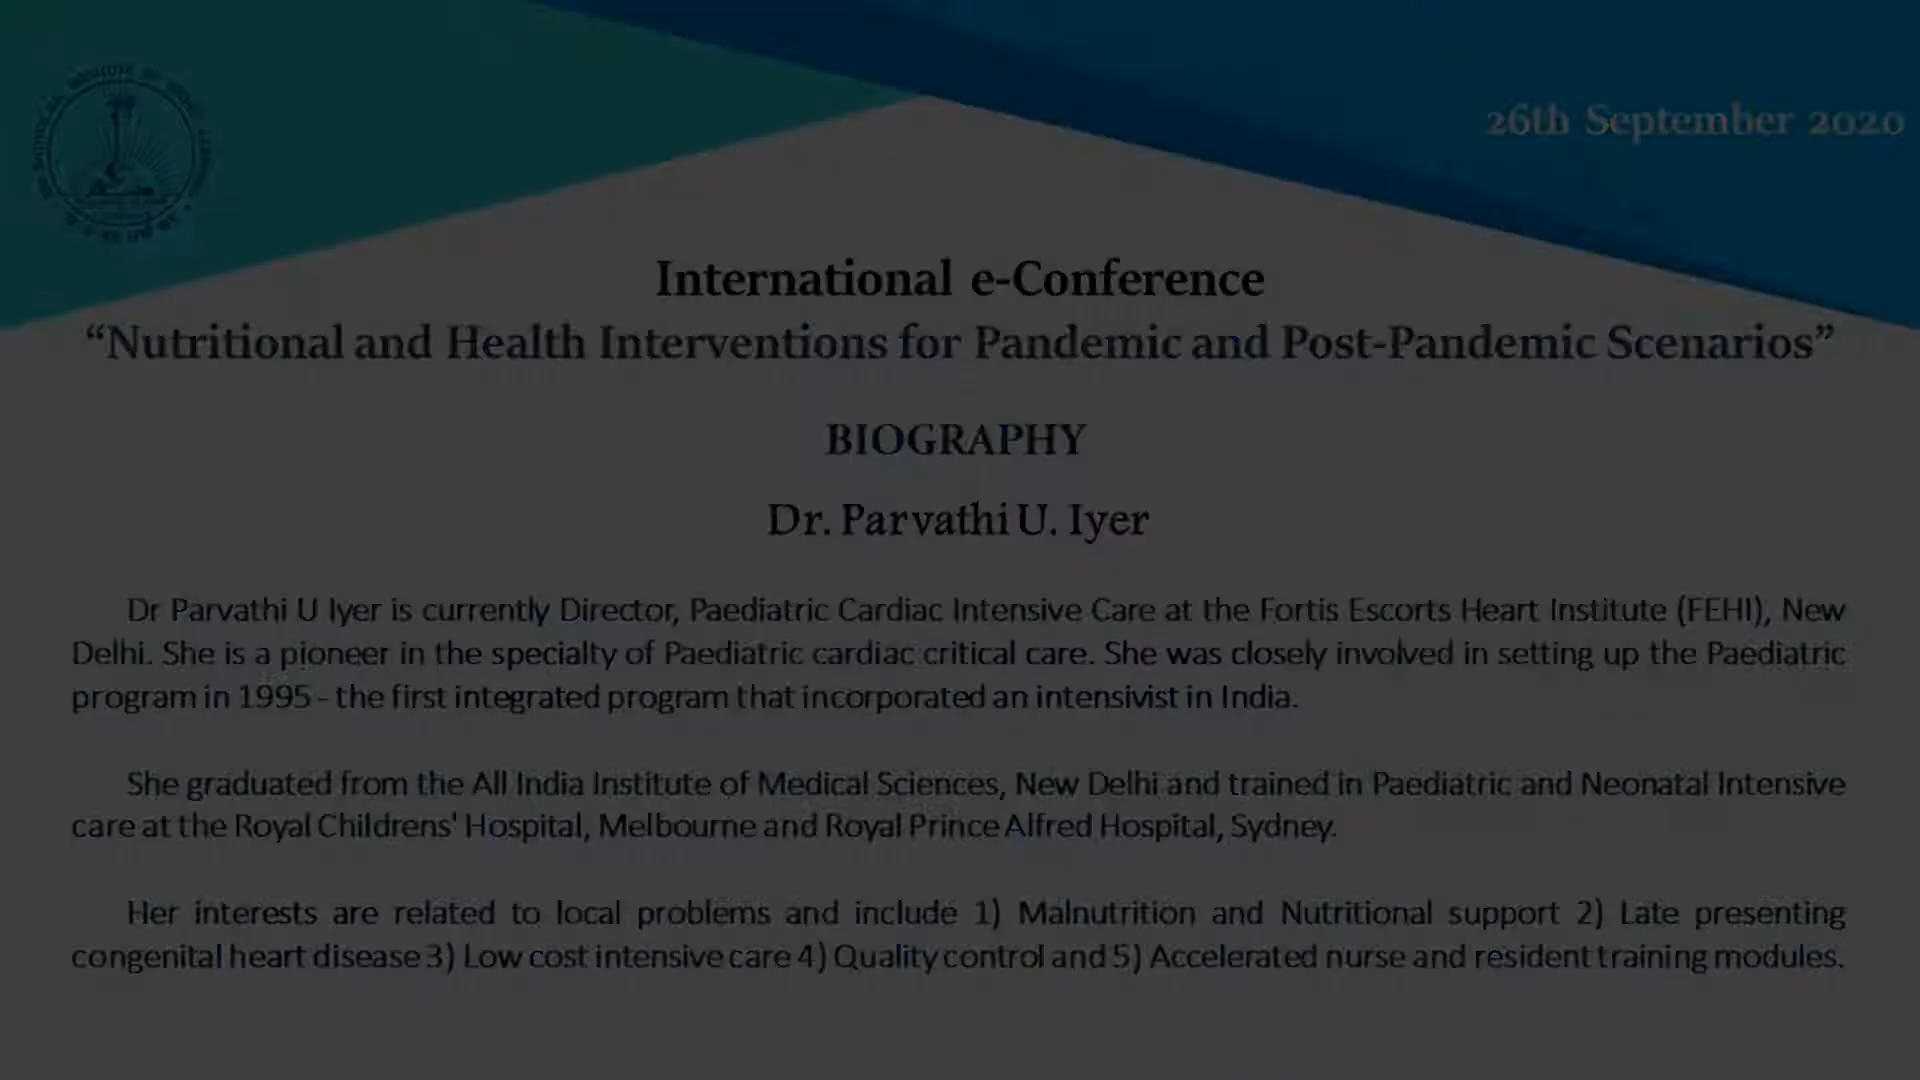 26th September 2020
International e-Conference
“Nutritional and Health Interventions for Pandemic and Post-Pandemic Scenarios”
BIOGRAPHY
Dr. Parvathi U. Iyer
Dr Parvathi U Iyer is currently Director, Paediatric Cardiac Intensive Care at the Fortis Escorts Heart Institute (FEHI), New
Delhi. She is a pioneer in the specialty of Paediatric cardiac critical care. She was closely involved in setting up the Paediatric
program in 1995 - the first integrated program that incorporated an intensivist in India.
She graduated from the All India Institute of Medical Sciences, New Delhi and trained in Paediatric and Neonatal Intensive
care at the Royal Childrens' Hospital, Melbourne and Royal Prince Alfred Hospital, Sydney.
Her interests are related to local problems and include 1) Malnutrition and Nutritional support 2) Late presenting
congenital heart disease 3) Low cost intensive care 4) Quality control and 5) Accelerated nurse and resident training modules.